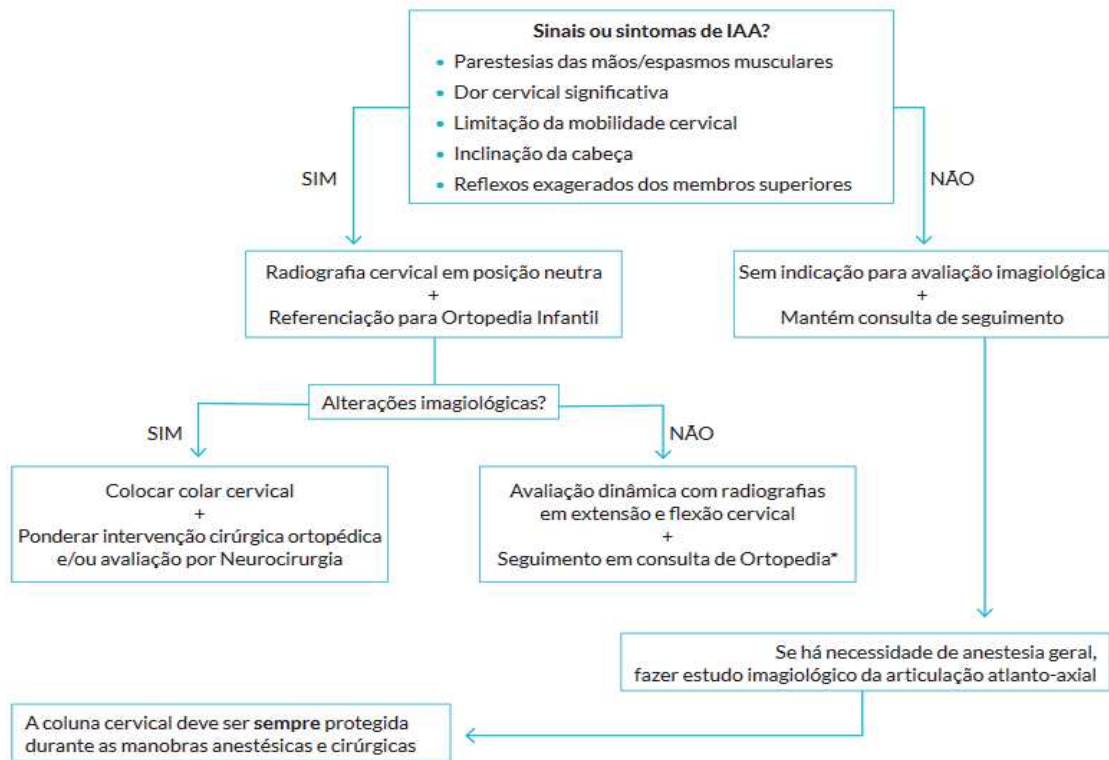 Sinais ou sintomas de IAA?
• Parestesias das mãos/espasmos musculares
• Dor cervical significativa
• Limitação da mobilidade cervical
• Inclinação da cabeça
• Reflexos exagerados dos membros superiores
SIM
NÃO
Radiografia cervical em posição neutra
+
Referenciação para Ortopedia Infantil
Sem indicação para avaliação imagiológica
+
Mantém consulta de seguimento
Alterações imagiológicas?
SIM
NÃO
Colocar colar cervical
+
Ponderar intervenção cirúrgica ortopédica
e/ou avaliação por Neurocirurgia
Avaliação dinâmica com radiografias
em extensão e flexão cervical
+
Seguimento em consulta de Ortopedia*
Se há necessidade de anestesia geral,
fazer estudo imagiológico da articulação atlanto-axial
A coluna cervical deve ser sempre protegida
durante as manobras anestésicas e cirúrgicas